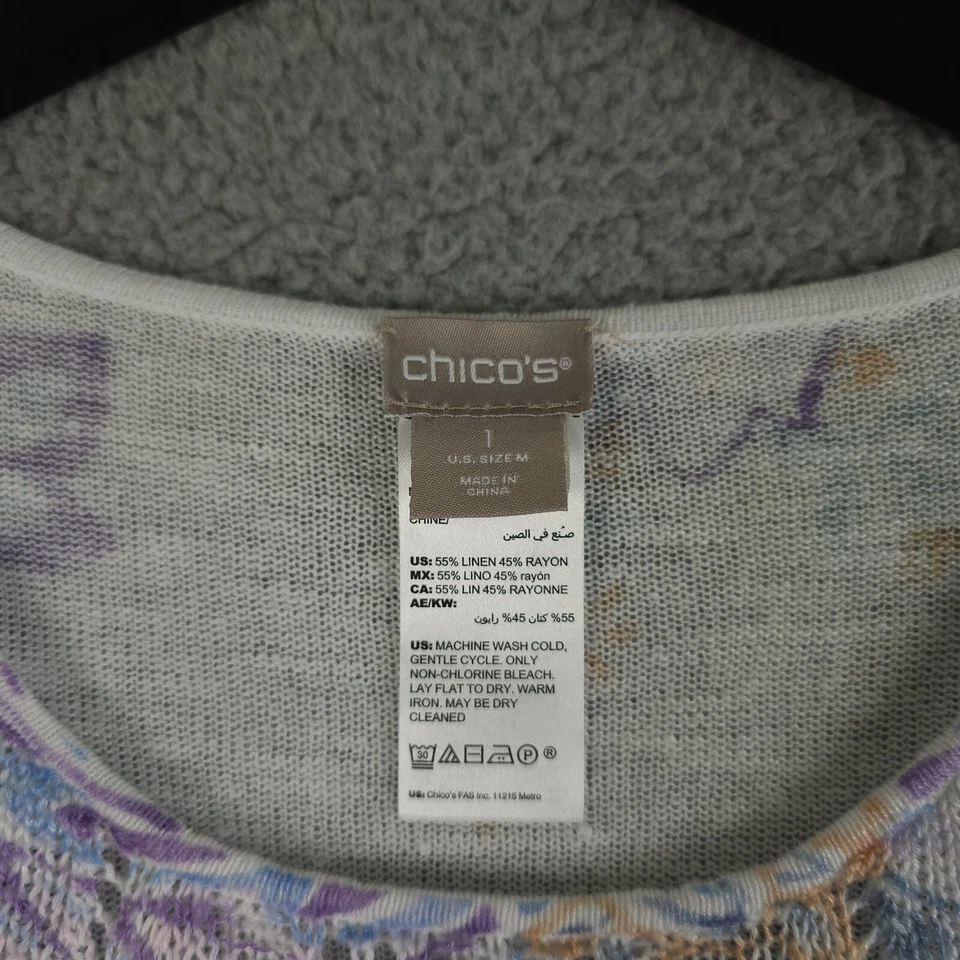 chico's®
1
U.S. SIZE M
MADE IN
CHINA
CHINE/
صنع في الصين
US: 55% LINEN 45% RAYON
MX: 55% LINO 45% rayón
CA: 55% LIN 45% RAYONNE
AE/KW:
55% كتان 45% رايون
US: MACHINE WASH COLD,
GENTLE CYCLE. ONLY
NON-CHLORINE BLEACH.
LAY FLAT TO DRY. WARM
IRON. MAY BE DRY
CLEANED
30 P ®
US: Chico's FAS Inc. 11215 Metro